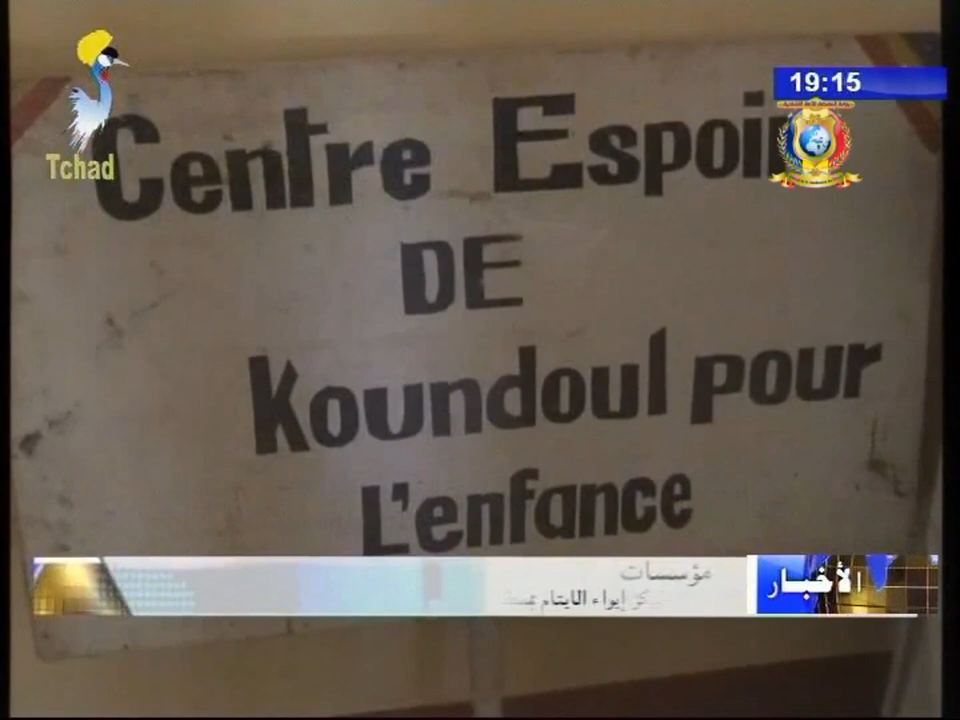 19:15
Tchad
Centre Espoir
DE
Koundoul pour
L'enfance
الأخبار
مؤسسات
إيواء الايتام